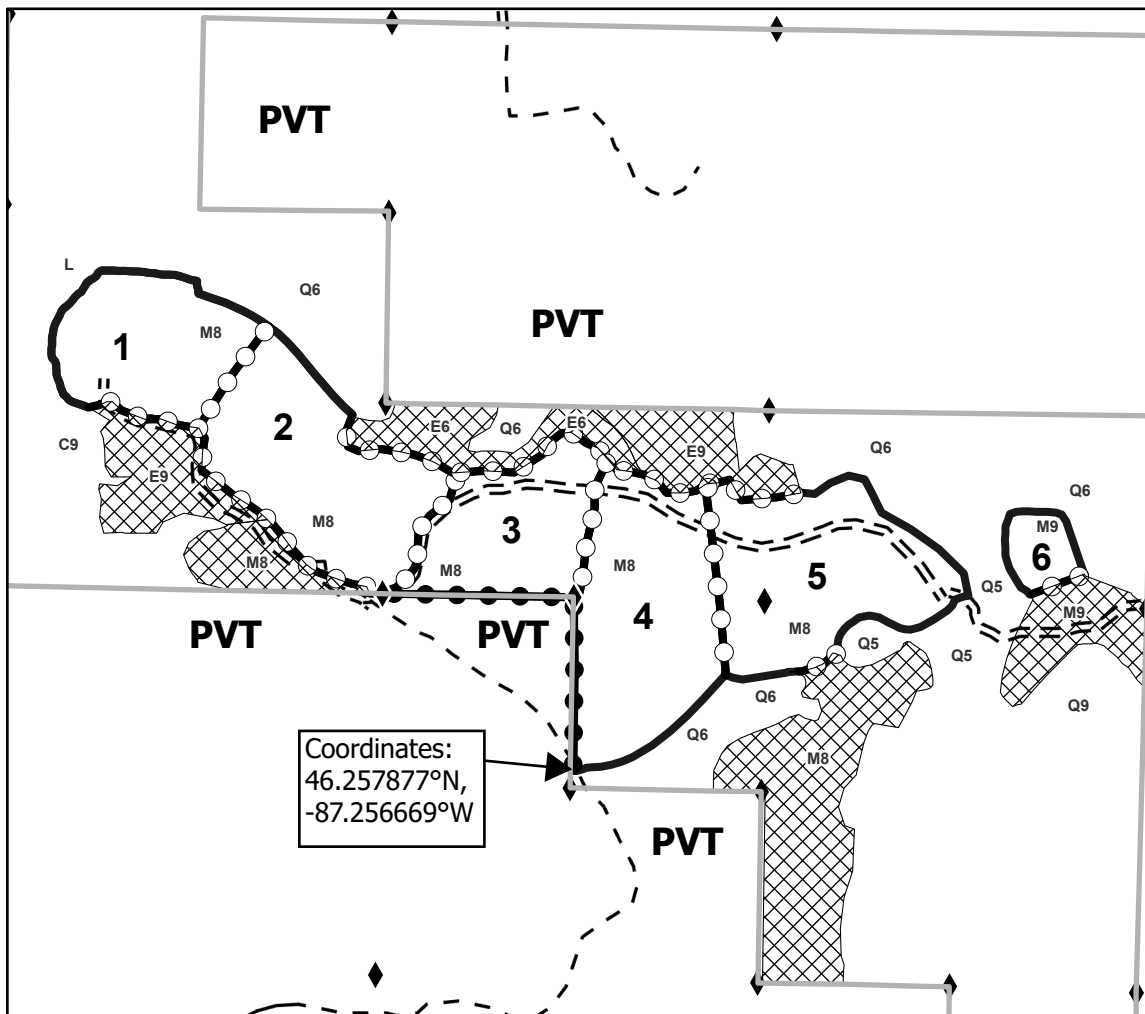 PVT
L
Q6
PVT
M8
1
2
E6
Q6
E6
E9
Q6
C9
E9
Q6
M9
M8
3
6
M8
M8
M8
5
Q5
M9
4
M8
PVT
PVT
Q5
Q5
Q6
Q9
Q6
M8
Coordinates:
46.257877°N,
-87.256669°W
PVT